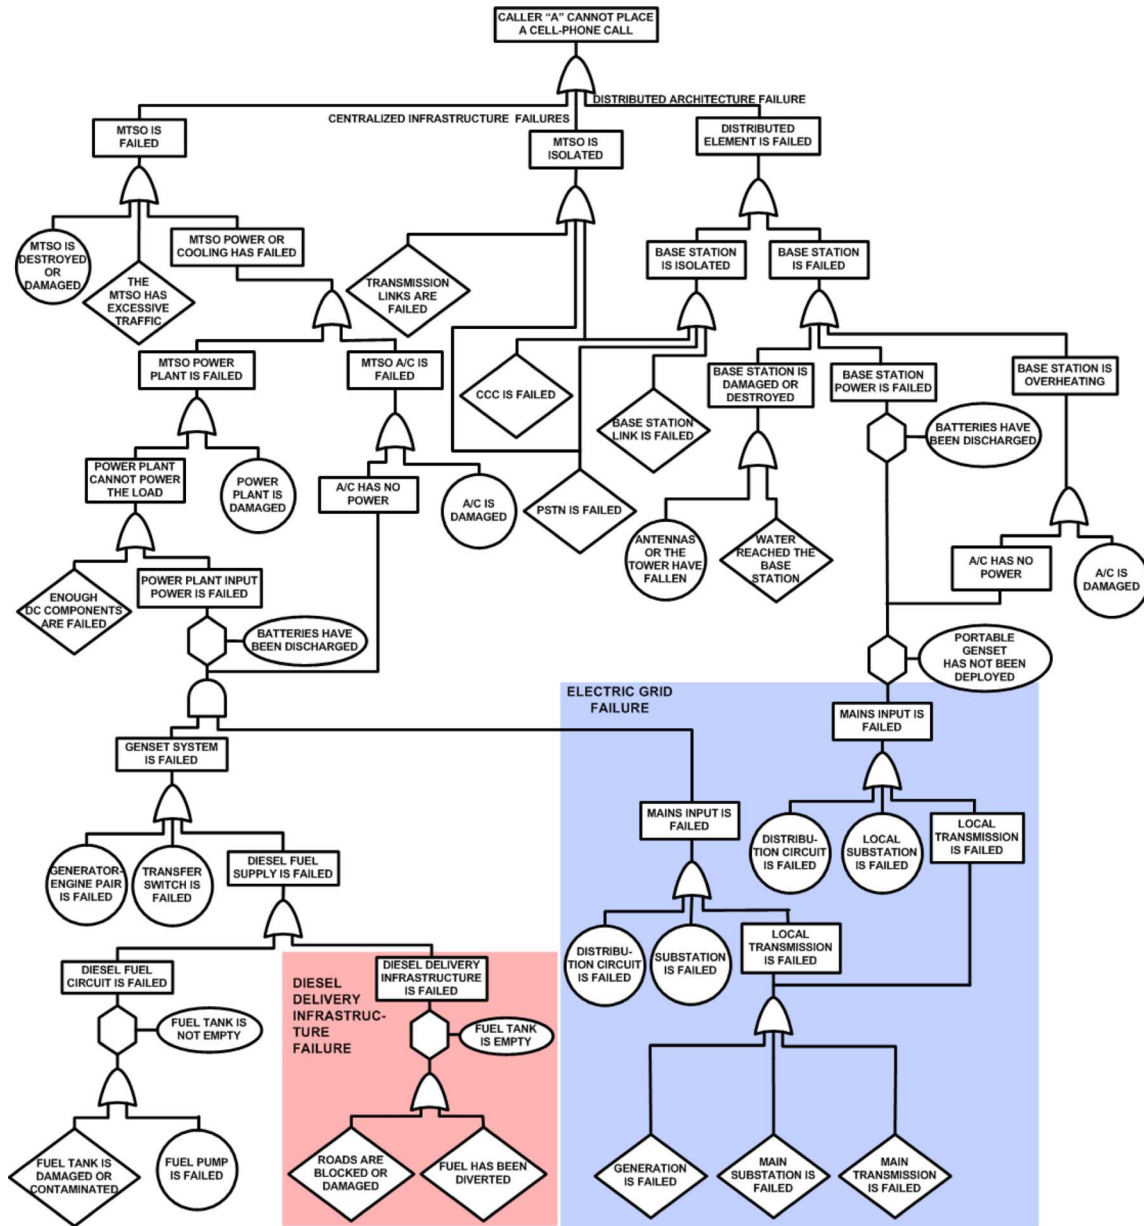 CALLER “A” CANNOT PLACE
A CELL-PHONE CALL
DISTRIBUTED ARCHITECTURE FAILURE
CENTRALIZED INFRASTRUCTURE FAILURES
MTSO IS
FAILED
MTSO IS
ISOLATED
DISTRIBUTED
ELEMENT IS FAILED
MTSO IS
DESTROYED
OR
DAMAGED
THE
MTSO HAS
EXCESSIVE
TRAFFIC
MTSO POWER OR
COOLING HAS FAILED
TRANSMISSION
LINKS ARE
FAILED
BASE STATION
IS ISOLATED
BASE STATION
IS FAILED
MTSO POWER
PLANT IS FAILED
MTSO A/C IS
FAILED
CCC IS FAILED
BASE STATION
LINK IS FAILED
BASE STATION IS
DAMAGED OR
DESTROYED
BASE STATION
POWER IS FAILED
BASE STATION IS
OVERHEATING
BATTERIES HAVE
BEEN DISCHARGED
POWER PLANT
CANNOT POWER
THE LOAD
POWER
PLANT IS
DAMAGED
A/C HAS NO
POWER
A/C IS
DAMAGED
PSTN IS FAILED
ANTENNAS
OR THE
TOWER HAVE
FALLEN
WATER
REACHED THE
BASE
STATION
A/C HAS NO
POWER
A/C IS
DAMAGED
ENOUGH
DC COMPONENTS
ARE FAILED
POWER PLANT INPUT
POWER IS FAILED
BATTERIES HAVE
BEEN DISCHARGED
PORTABLE
GENSET
HAS NOT BEEN
DEPLOYED
ELECTRIC GRID
FAILURE
MAINS INPUT IS
FAILED
GENSET SYSTEM
IS FAILED
MAINS INPUT IS
FAILED
DISTRIBU-
TION CIRCUIT
IS FAILED
LOCAL
SUBSTATION
IS FAILED
LOCAL
TRANSMISSION
IS FAILED
GENERATOR-
ENGINE PAIR
IS FAILED
TRANSFER
SWITCH IS
FAILED
DIESEL FUEL
SUPPLY IS FAILED
DISTRIBU-
TION CIRCUIT
IS FAILED
SUBSTATION
IS FAILED
LOCAL
TRANSMISSION
IS FAILED
DIESEL FUEL
CIRCUIT IS FAILED
DIESEL
DELIVERY
INFRASTRUC-
TURE
FAILURE
DIESEL DELIVERY
INFRASTRUCTURE
IS FAILED
FUEL TANK IS
NOT EMPTY
FUEL TANK
IS EMPTY
FUEL TANK IS
DAMAGED OR
CONTAMINATED
FUEL PUMP
IS FAILED
ROADS ARE
BLOCKED OR
DAMAGED
FUEL HAS BEEN
DIVERTED
GENERATION
IS FAILED
MAIN
SUBSTATION IS
FAILED
MAIN
TRANSMISSION
IS FAILED